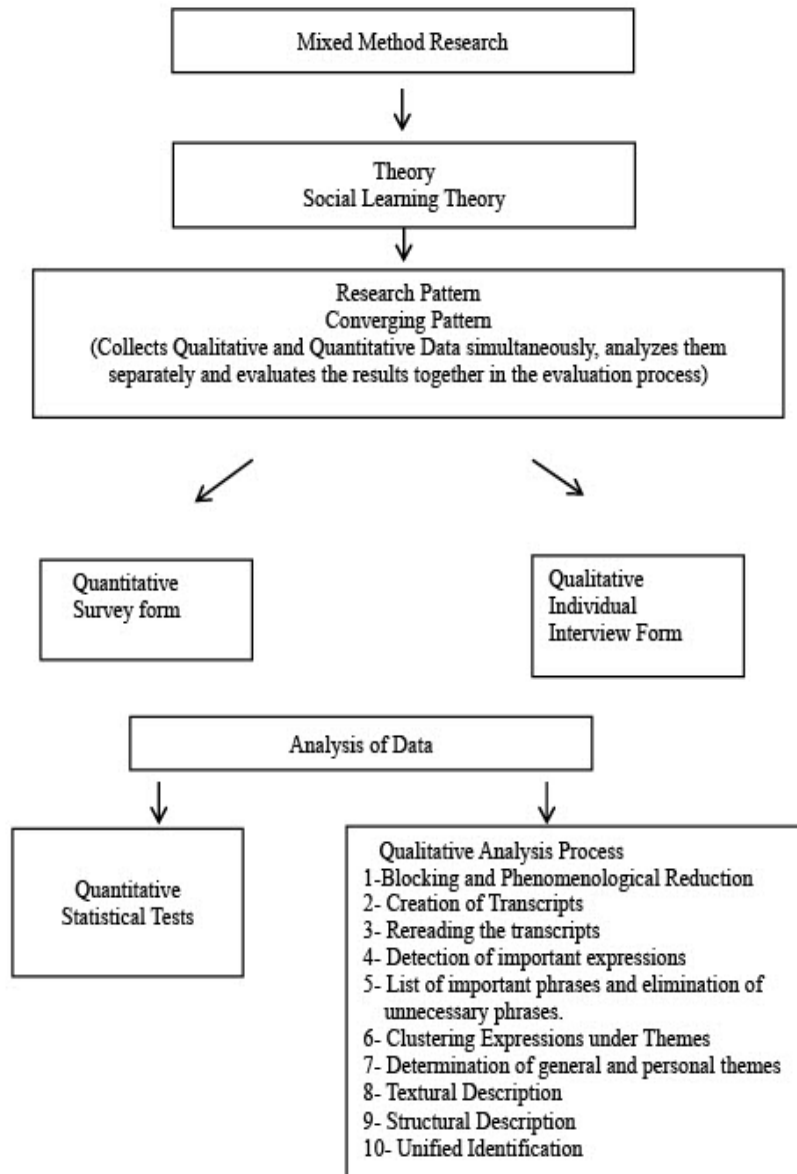 Mixed Method Research
Theory
Social Learning Theory
Research Pattern
Converging Pattern
(Collects Qualitative and Quantitative Data simultaneously, analyzes them
separately and evaluates the results together in the evaluation process)
Quantitative
Survey form
Qualitative
Individual
Interview Form
Analysis of Data
Quantitative
Statistical Tests
Qualitative Analysis Process
1-Blocking and Phenomenological Reduction
2- Creation of Transcripts
3- Rereading the transcripts
4- Detection of important expressions
5- List of important phrases and elimination of
unnecessary phrases.
6- Clustering Expressions under Themes
7- Determination of general and personal themes
8- Textural Description
9- Structural Description
10- Unified Identification